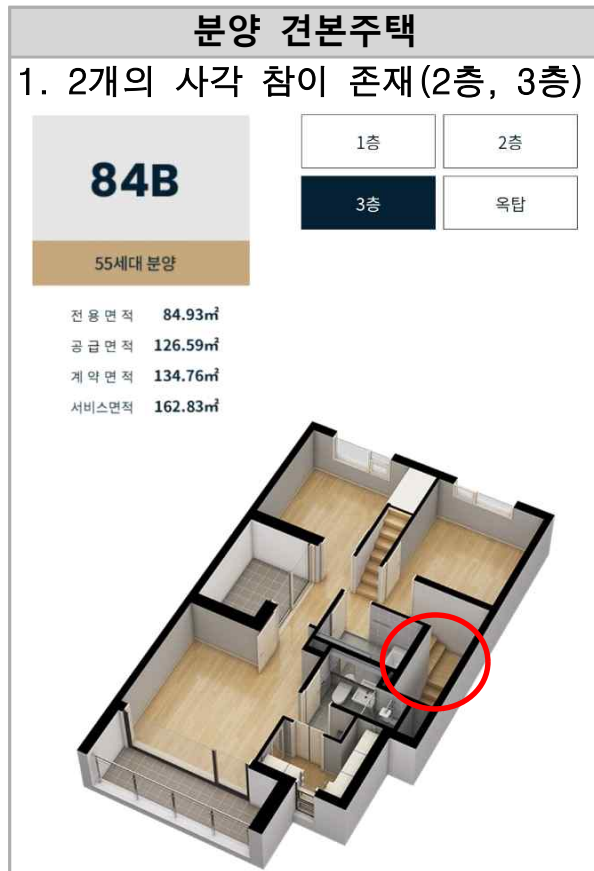 분양 견본주택
1. 2개의 사각 참이 존재(2층, 3층)
84B
55세대 분양
1층
2층
3층
옥탑
전용면적 84.93㎡
공급면적 126.59㎡
계약면적 134.76㎡
서비스면적 162.83㎡